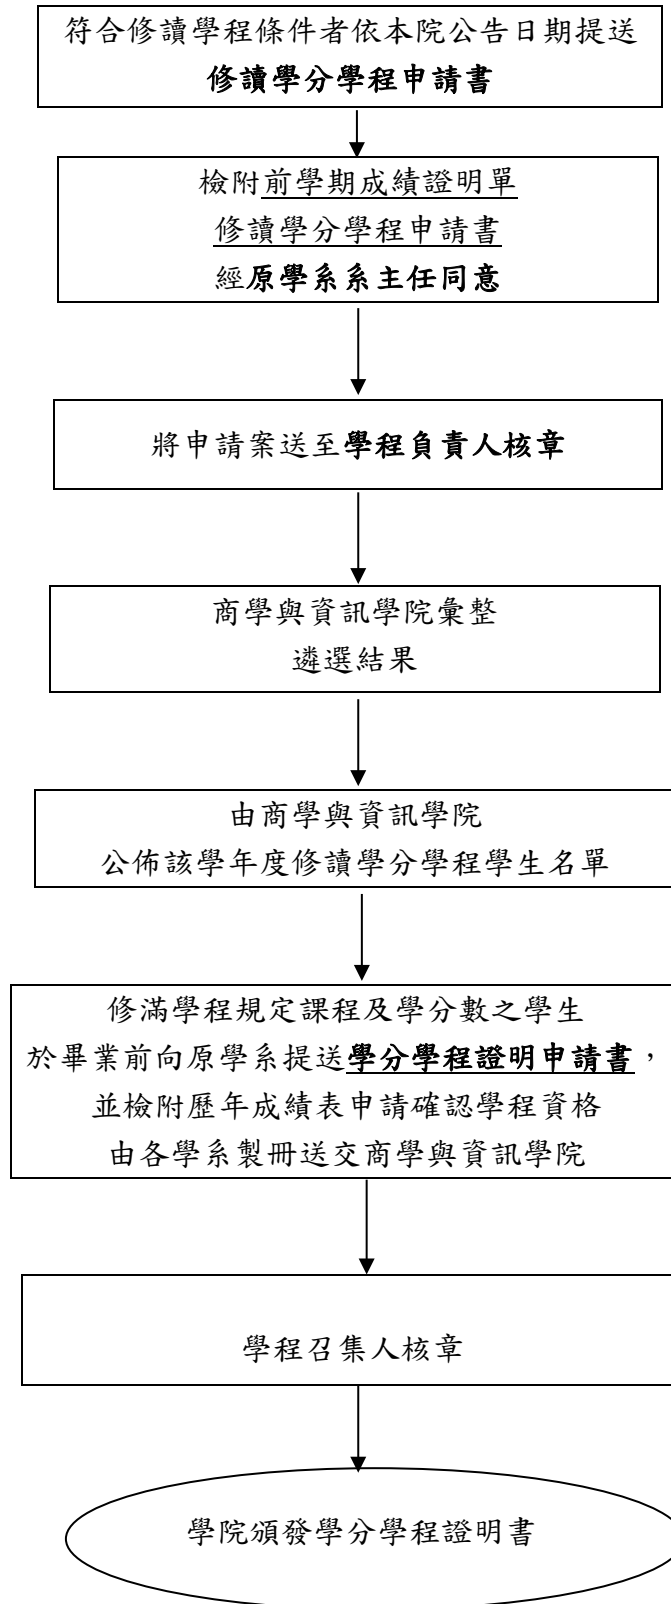 符合修讀學程條件者依本院公告日期提送
修讀學分學程申請書
檢附前學期成績證明單
修讀學分學程申請書
經原學系系主任同意
將申請案送至學程負責人核章
商學與資訊學院彙整
遴選結果
由商學與資訊學院
公佈該學年度修讀學分學程學生名單
修滿學程規定課程及學分數之學生
於畢業前向原學系提送學分學程證明申請書，
並檢附歷年成績表申請確認學程資格
由各學系製冊送交商學與資訊學院
學程召集人核章
學院頒發學分學程證明書